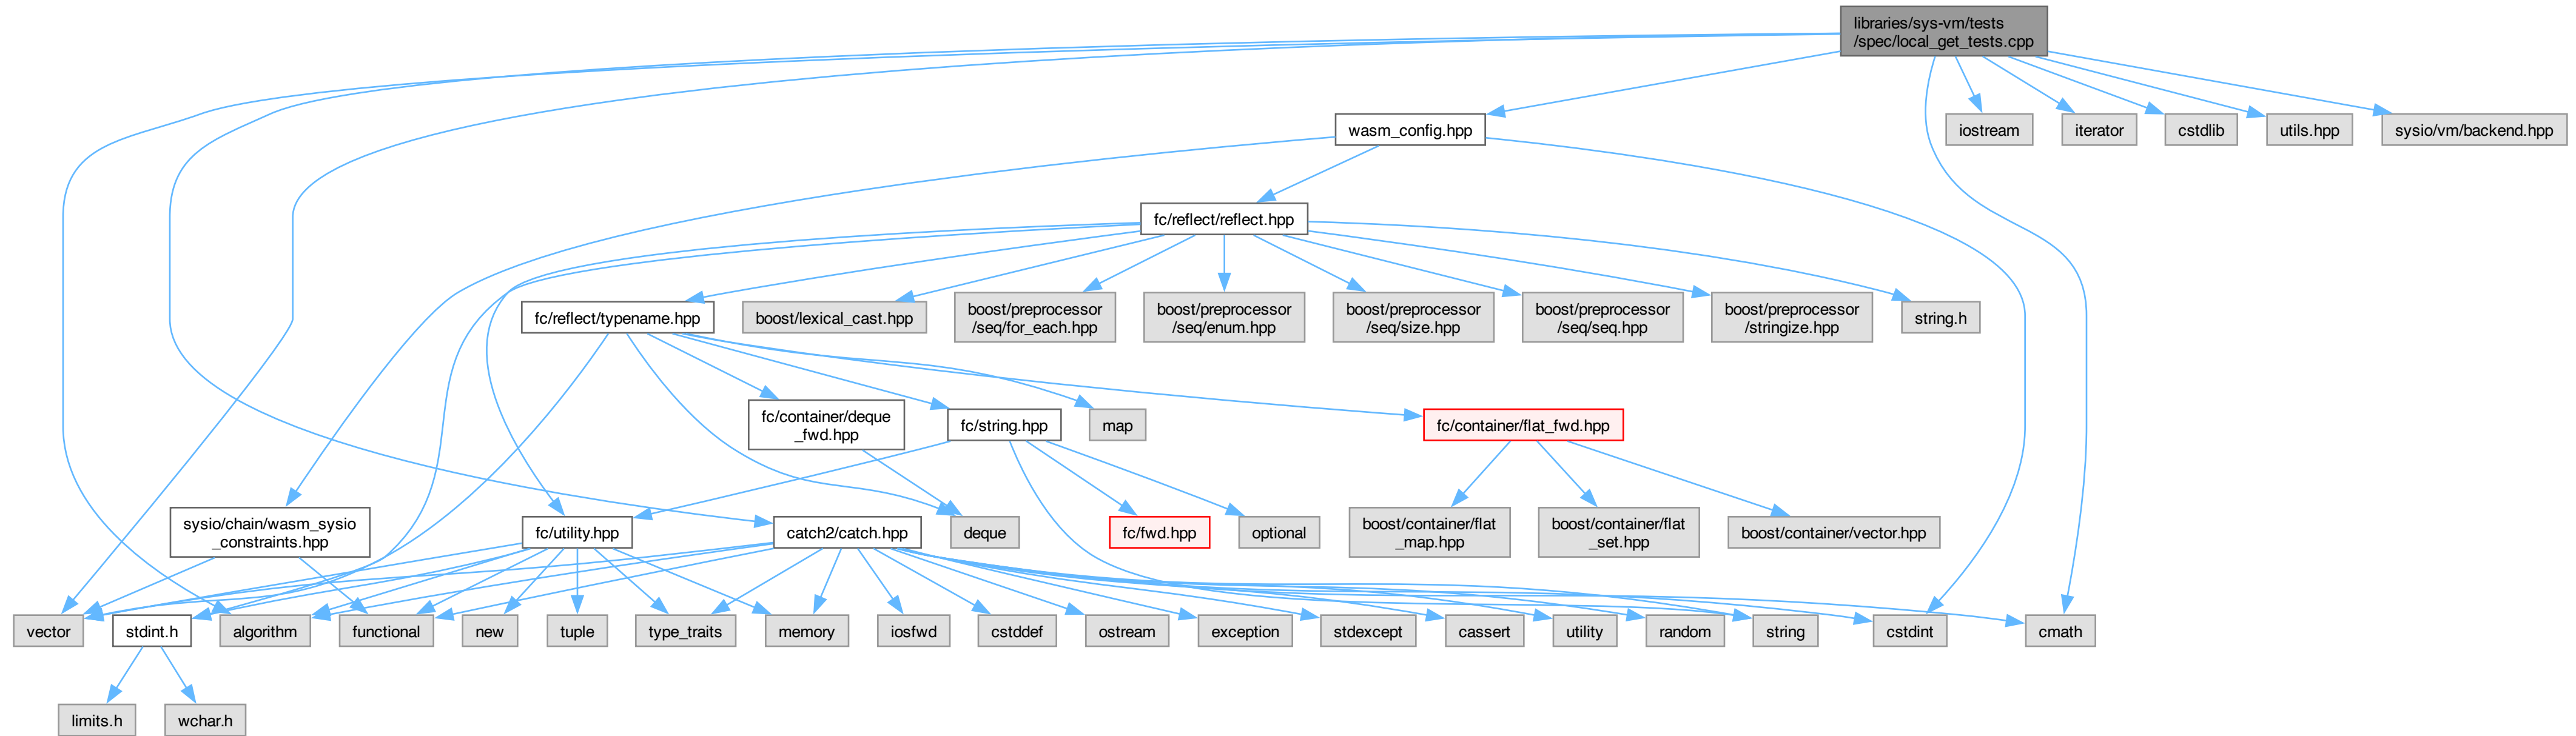 libraries/sys-vm/tests
/spec/local_get_tests.cpp
wasm_config.hpp
iostream
iterator
cstdlib
utils.hpp
sysio/vm/backend.hpp
fc/reflect/reflect.hpp
fc/reflect/typename.hpp
boost/lexical_cast.hpp
boost/preprocessor
/seq/for_each.hpp
boost/preprocessor
/seq/enum.hpp
boost/preprocessor
/seq/size.hpp
boost/preprocessor
/seq/seq.hpp
boost/preprocessor
/stringize.hpp
string.h
fc/container/deque
_fwd.hpp
fc/string.hpp
map
fc/container/flat_fwd.hpp
sysio/chain/wasm_sysio
_constraints.hpp
fc/utility.hpp
catch2/catch.hpp
deque
fc/fwd.hpp
optional
boost/container/flat
_map.hpp
boost/container/flat
_set.hpp
boost/container/vector.hpp
vector
stdint.h
algorithm
functional
new
tuple
type_traits
memory
iosfwd
cstddef
ostream
exception
stdexcept
cassert
utility
random
string
cstdint
cmath
limits.h
wchar.h